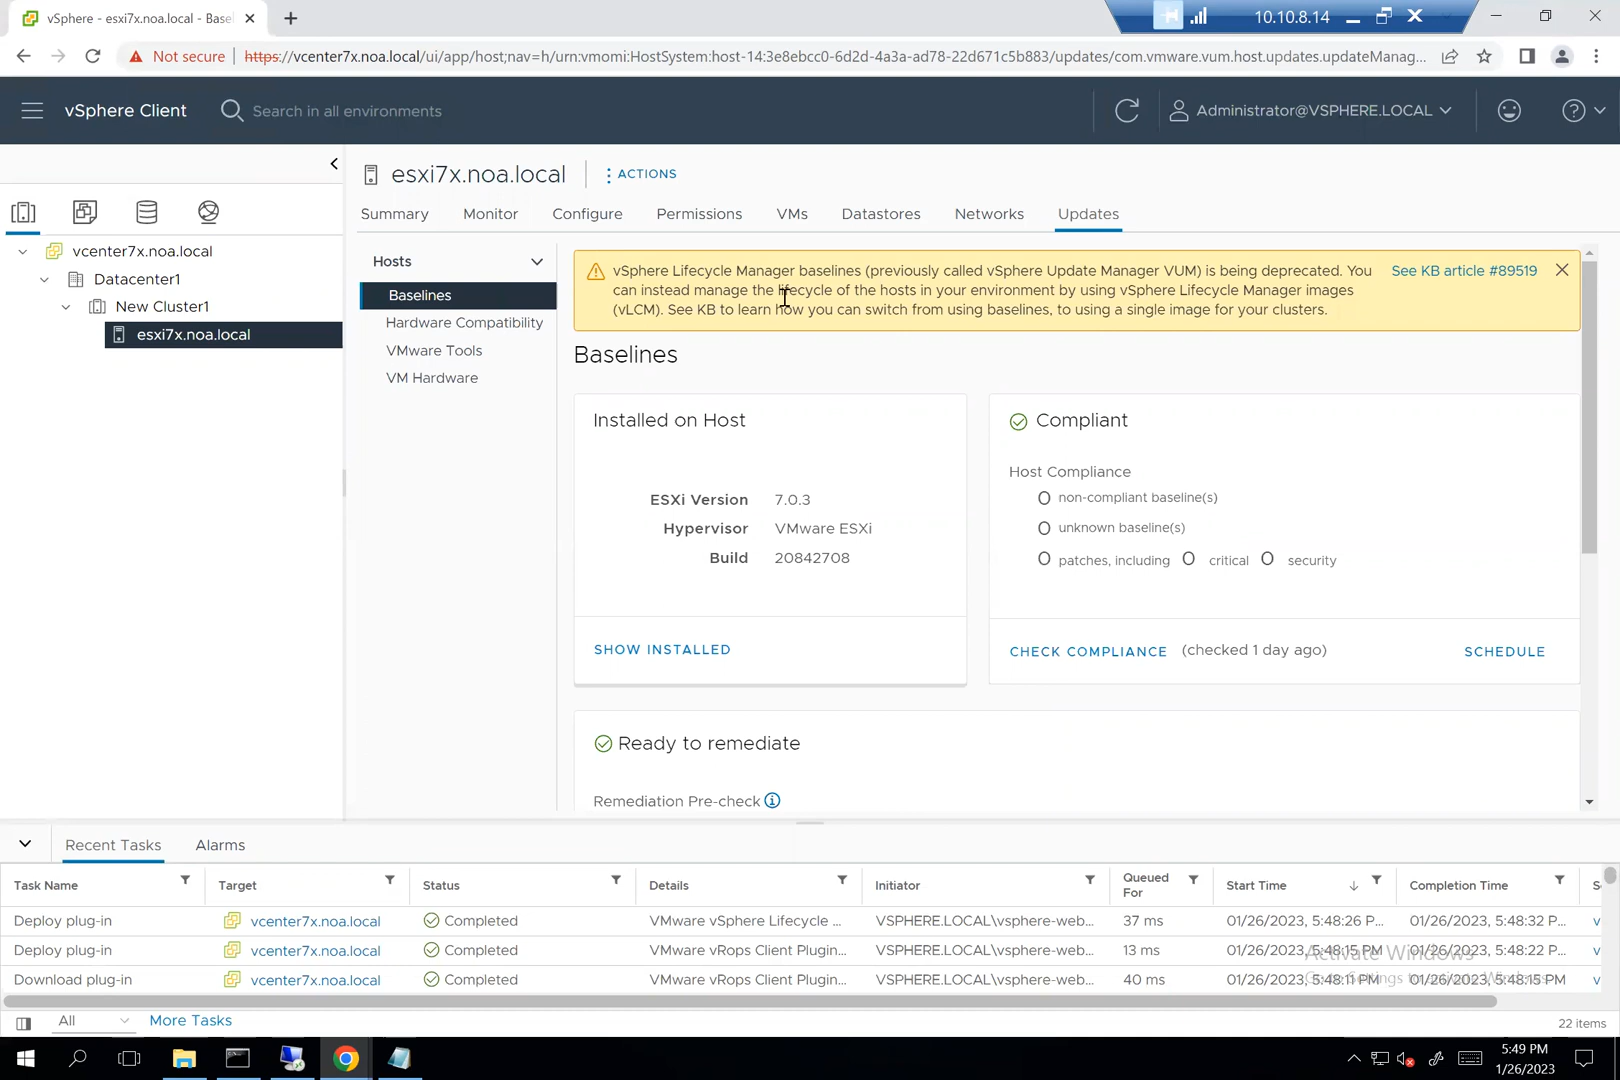 vSphere - esxi7x.noa.local - Base
10.10.8.14
Not secure
https://vcenter7x.noa.local/ui/app/host;nav=h/urn:vmomi:HostSystem:host-14:3e8ebcc0-6d2d-4a3a-ad78-22d671c5b883/updates/com.vmware.vum.host.updates.updateManag...
vSphere Client
Search in all environments
Administrator@VSPHERE.LOCAL
vcenter7x.noa.local
Datacenter1
New Cluster1
esxi7x.noa.local
esxi7x.noa.local
ACTIONS
Summary Monitor Configure Permissions VMs Datastores Networks Updates
Hosts
Baselines
Hardware Compatibility
VMware Tools
VM Hardware
vSphere Lifecycle Manager baselines (previously called vSphere Update Manager VUM) is being deprecated. You
can instead manage the lifecycle of the hosts in your environment by using vSphere Lifecycle Manager images
(vLCM). See KB to learn how you can switch from using baselines, to using a single image for your clusters.
See KB article #89519
Baselines
Installed on Host
ESXi Version 7.0.3
Hypervisor VMware ESXi
Build 20842708
SHOW INSTALLED
Compliant
Host Compliance
0 non-compliant baseline(s)
0 unknown baseline(s)
0 patches, including 0 critical 0 security
CHECK COMPLIANCE (checked 1 day ago) SCHEDULE
Ready to remediate
Remediation Pre-check
Recent Tasks Alarms
Task Name Target Status Details Initiator Queued For Start Time Completion Time S
Deploy plug-in vcenter7x.noa.local Completed VMware vSphere Lifecycle ... VSPHERE.LOCAL\vsphere-web... 37 ms 01/26/2023, 5:48:26 P... 01/26/2023, 5:48:32 P... v
Deploy plug-in vcenter7x.noa.local Completed VMware vRops Client Plugin... VSPHERE.LOCAL\vsphere-web... 13 ms 01/26/2023, 5:48:15 PM 01/26/2023, 5:48:22 P... v
Download plug-in vcenter7x.noa.local Completed VMware vRops Client Plugin... VSPHERE.LOCAL\vsphere-web... 40 ms 01/26/2023, 5:48:11 PM 01/26/2023, 5:48:15 PM v
Activate Windows
Go to Settings to activate Windows.
All More Tasks
22 items
5:49 PM
1/26/2023